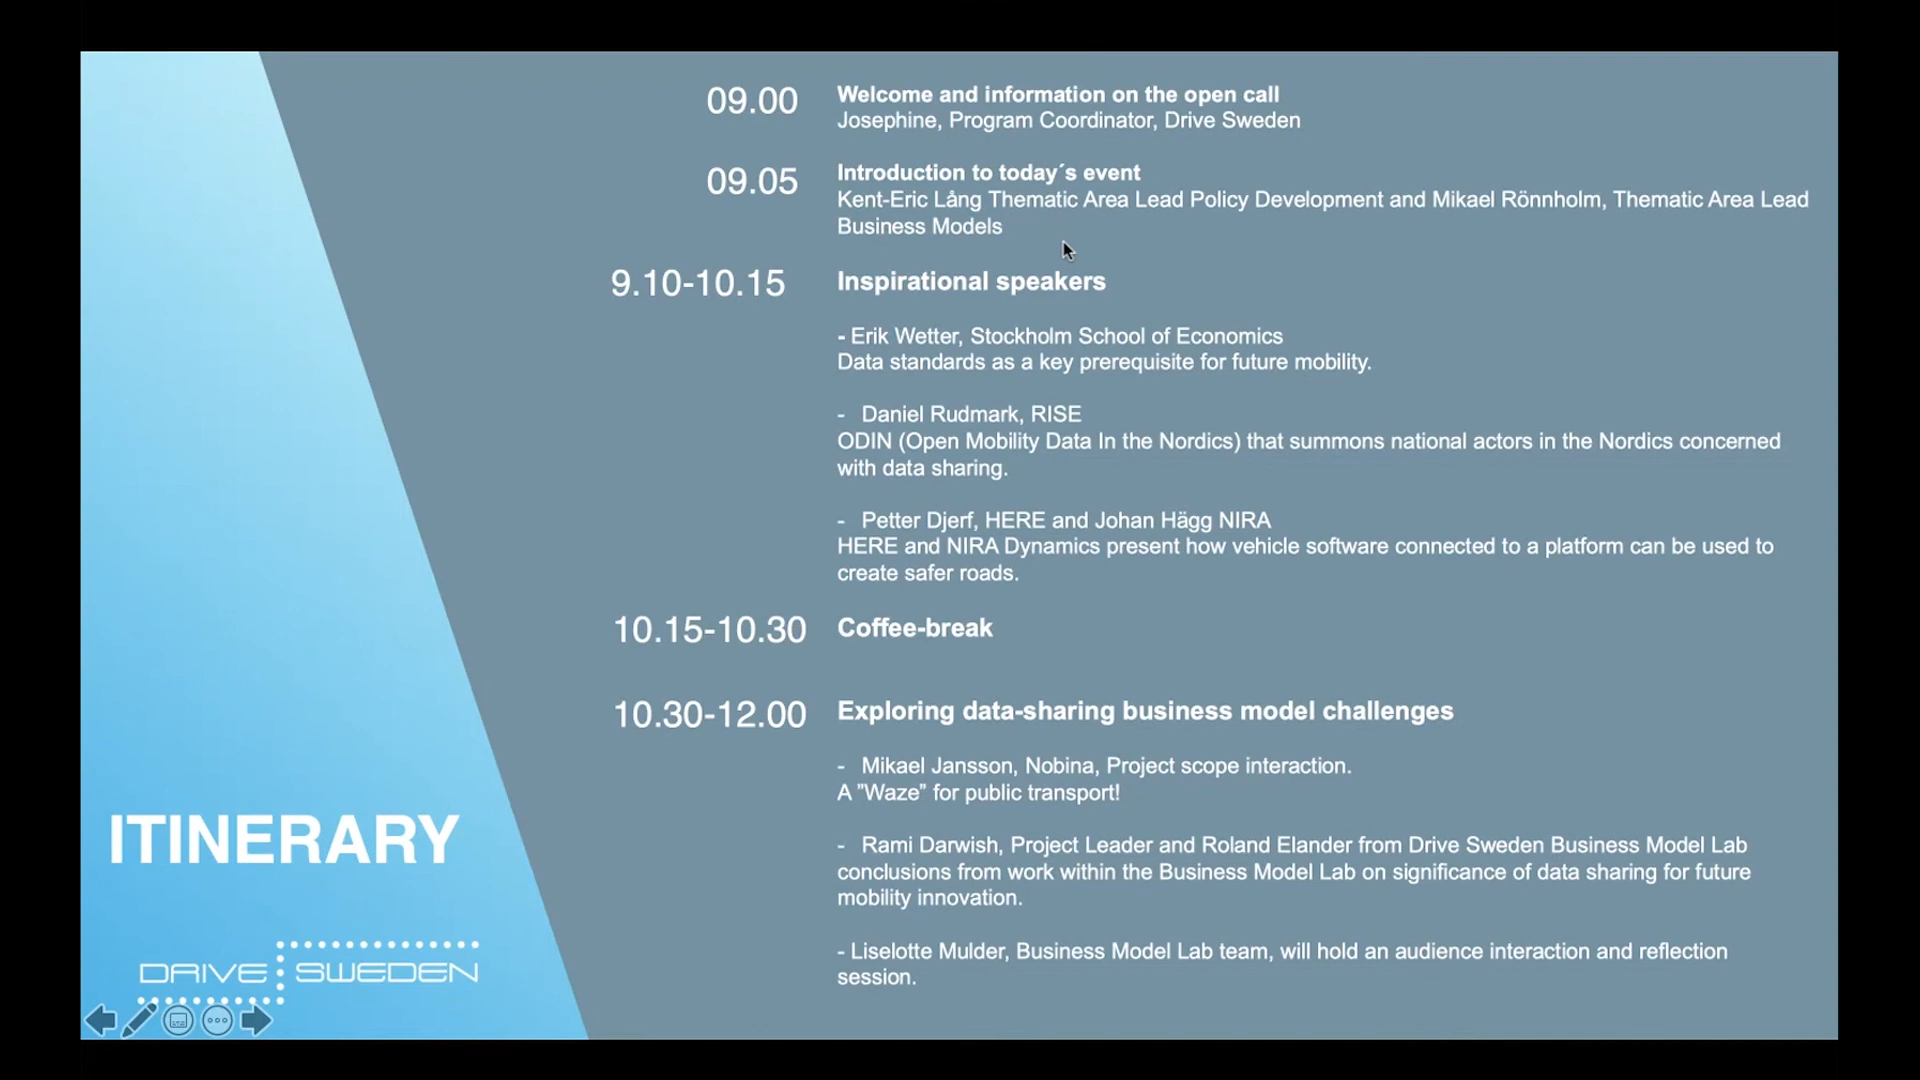 09.00
Welcome and information on the open call
Josephine, Program Coordinator, Drive Sweden
09.05
Introduction to today´s event
Kent-Eric Lång Thematic Area Lead Policy Development and Mikael Rönnholm, Thematic Area Lead
Business Models
9.10-10.15
Inspirational speakers
- Erik Wetter, Stockholm School of Economics
Data standards as a key prerequisite for future mobility.
- Daniel Rudmark, RISE
ODIN (Open Mobility Data In the Nordics) that summons national actors in the Nordics concerned
with data sharing.
- Petter Djerf, HERE and Johan Hägg NIRA
HERE and NIRA Dynamics present how vehicle software connected to a platform can be used to
create safer roads.
10.15-10.30
Coffee-break
10.30-12.00
Exploring data-sharing business model challenges
- Mikael Jansson, Nobina, Project scope interaction.
A ”Waze” for public transport!
- Rami Darwish, Project Leader and Roland Elander from Drive Sweden Business Model Lab
conclusions from work within the Business Model Lab on significance of data sharing for future
mobility innovation.
- Liselotte Mulder, Business Model Lab team, will hold an audience interaction and reflection
session.
ITINERARY
DRIVE SWEDEN